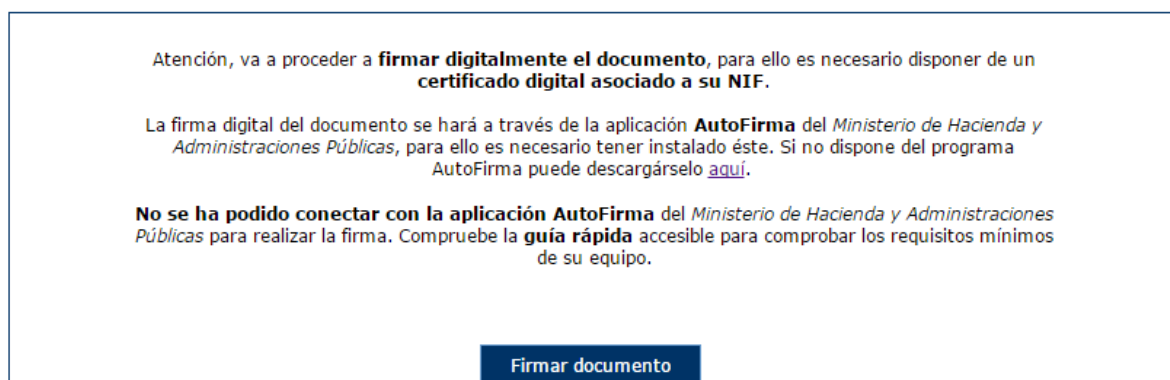 Atención, va a proceder a firmar digitalmente el documento, para ello es necesario disponer de un
certificado digital asociado a su NIF.
La firma digital del documento se hará a través de la aplicación AutoFirma del Ministerio de Hacienda y
Administraciones Públicas, para ello es necesario tener instalado éste. Si no dispone del programa
AutoFirma puede descargárselo aquí.
No se ha podido conectar con la aplicación AutoFirma del Ministerio de Hacienda y Administraciones
Públicas para realizar la firma. Compruebe la guía rápida accesible para comprobar los requisitos mínimos
de su equipo.
Firmar documento